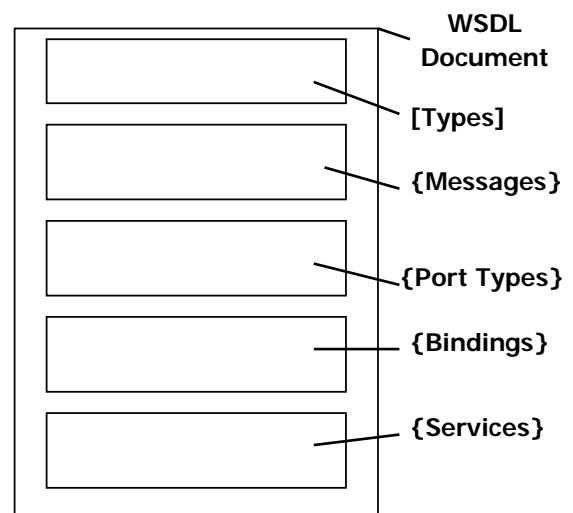 WSDL
Document
[Types]
{Messages}
{Port Types}
{Bindings}
{Services}